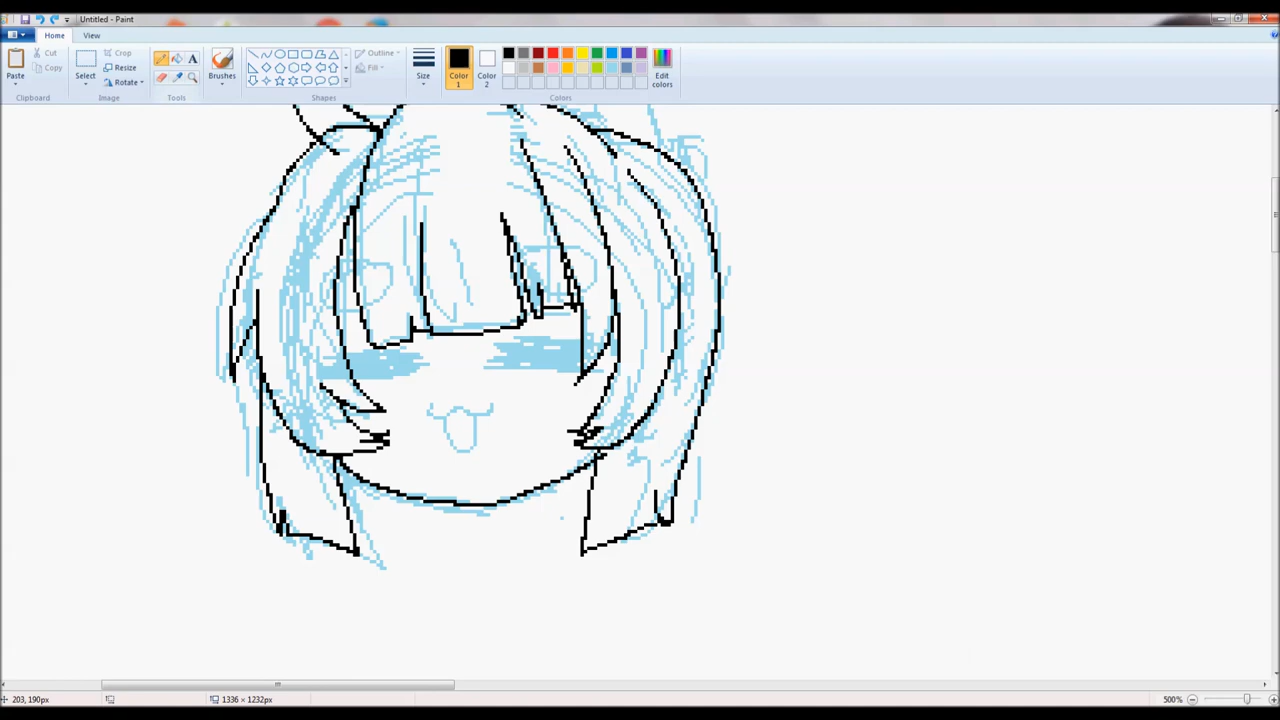 Untitled - Paint
Home View
Paste
Cut
Copy
Clipboard
Select
Crop
Resize
Rotate
Image
A
Tools
Brushes
Outline
Fill
Shapes
Size
Color
1
Color
2
Edit
colors
Colors
203, 190px
1336 × 1232px
500%